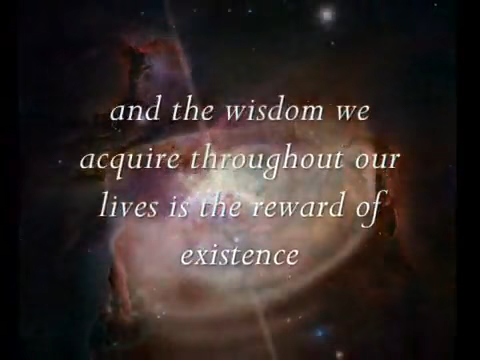 and the wisdom we
acquire throughout our
lives is the reward of
existence